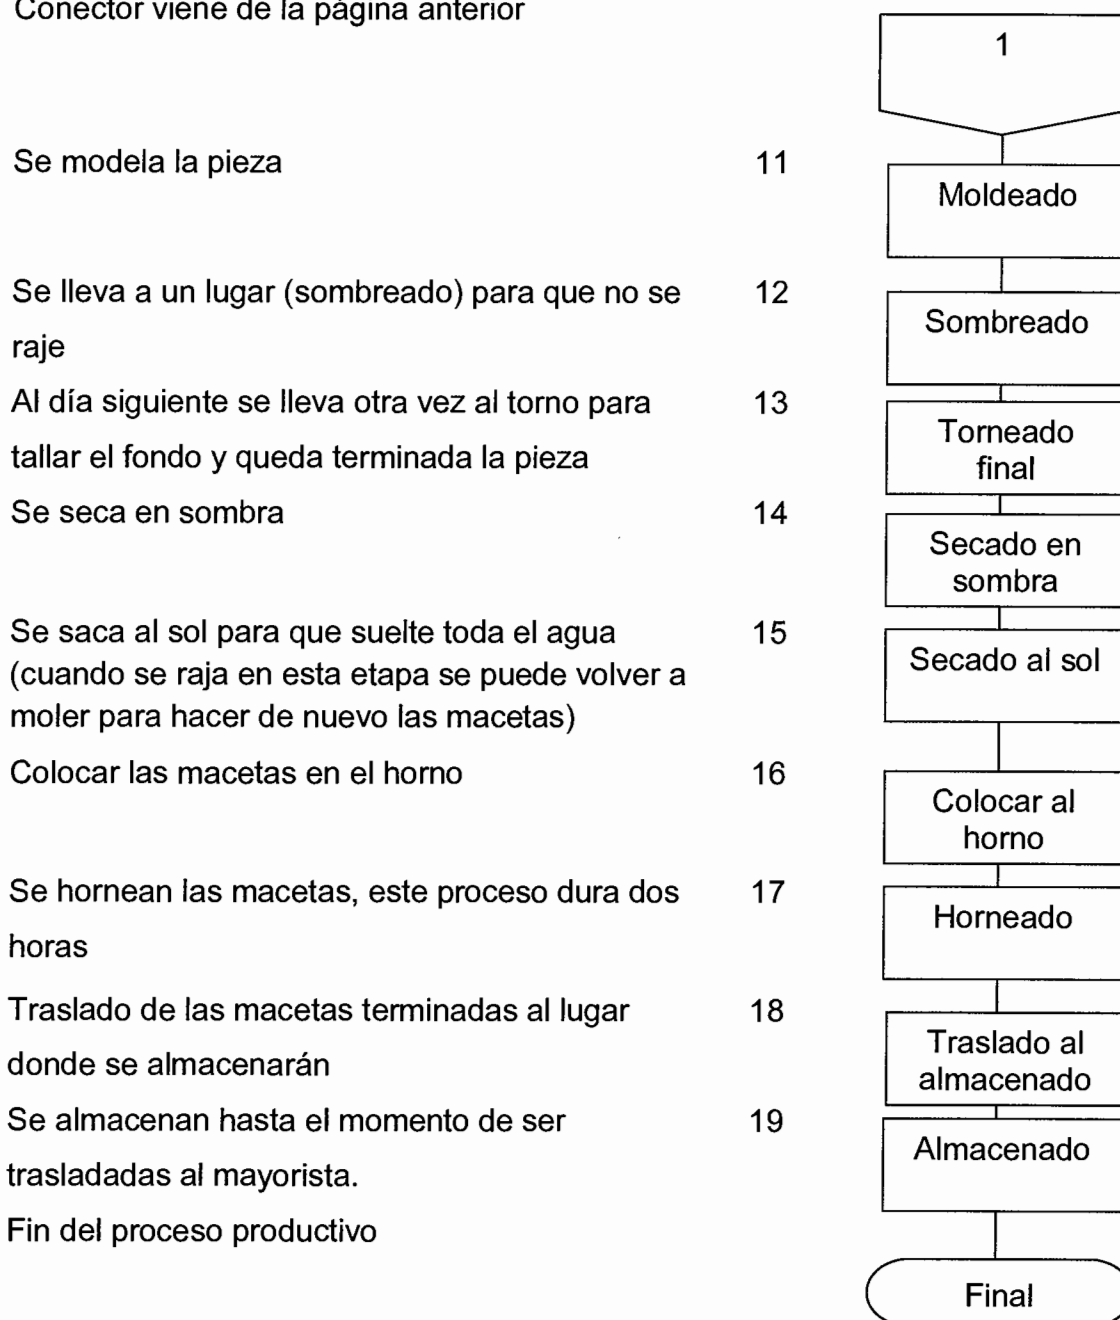 Conector viene de la página anterior
1
Se modela la pieza 11 Moldeado
Se lleva a un lugar (sombreado) para que no se 12 Sombreado
raje
Al día siguiente se lleva otra vez al torno para 13 Torneado
tallar el fondo y queda terminada la pieza final
Se seca en sombra 14 Secado en
sombra
Se saca al sol para que suelte toda el agua 15 Secado al sol
(cuando se raja en esta etapa se puede volver a
moler para hacer de nuevo las macetas)
Colocar las macetas en el horno 16 Colocar al
horno
Se hornean las macetas, este proceso dura dos 17 Horneado
horas
Traslado de las macetas terminadas al lugar 18 Traslado al
donde se almacenarán almacenado
Se almacenan hasta el momento de ser 19 Almacenado
trasladadas al mayorista.
Fin del proceso productivo
Final